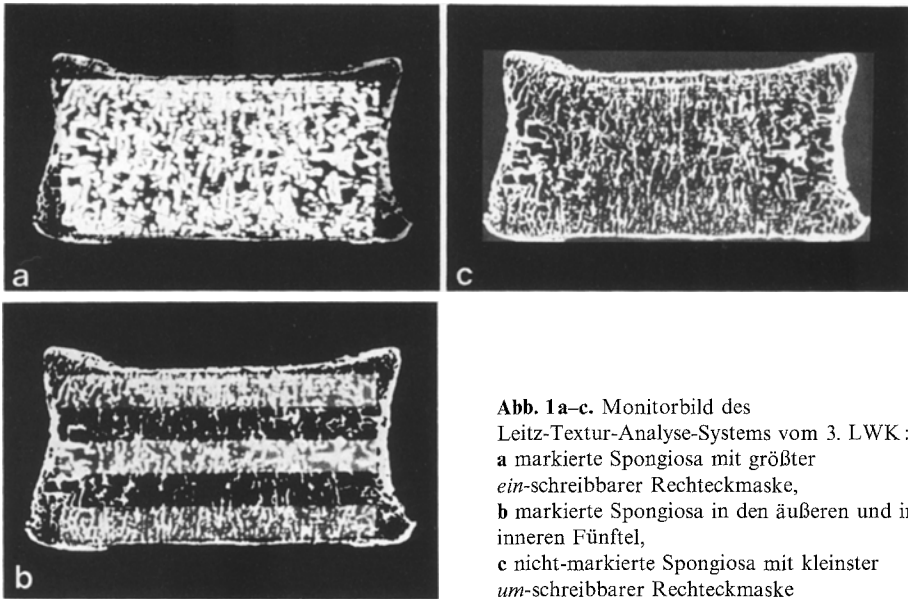 a
c
b
Abb. 1a–c. Monitorbild des
Leitz-Textur-Analyse-Systems vom 3. LWK:
a markierte Spongiosa mit größter
ein-schreibbarer Rechteckmaske,
b markierte Spongiosa in den äußeren und
inneren Fünftel,
c nicht-markierte Spongiosa mit kleinster
um-schreibbarer Rechteckmaske